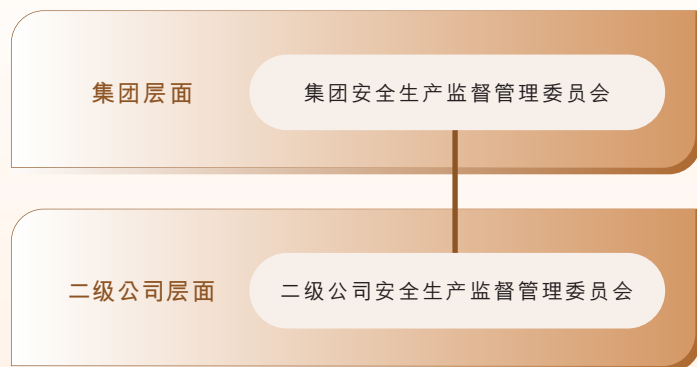 集团层面
集团安全生产监督管理委员会
二级公司层面
二级公司安全生产监督管理委员会